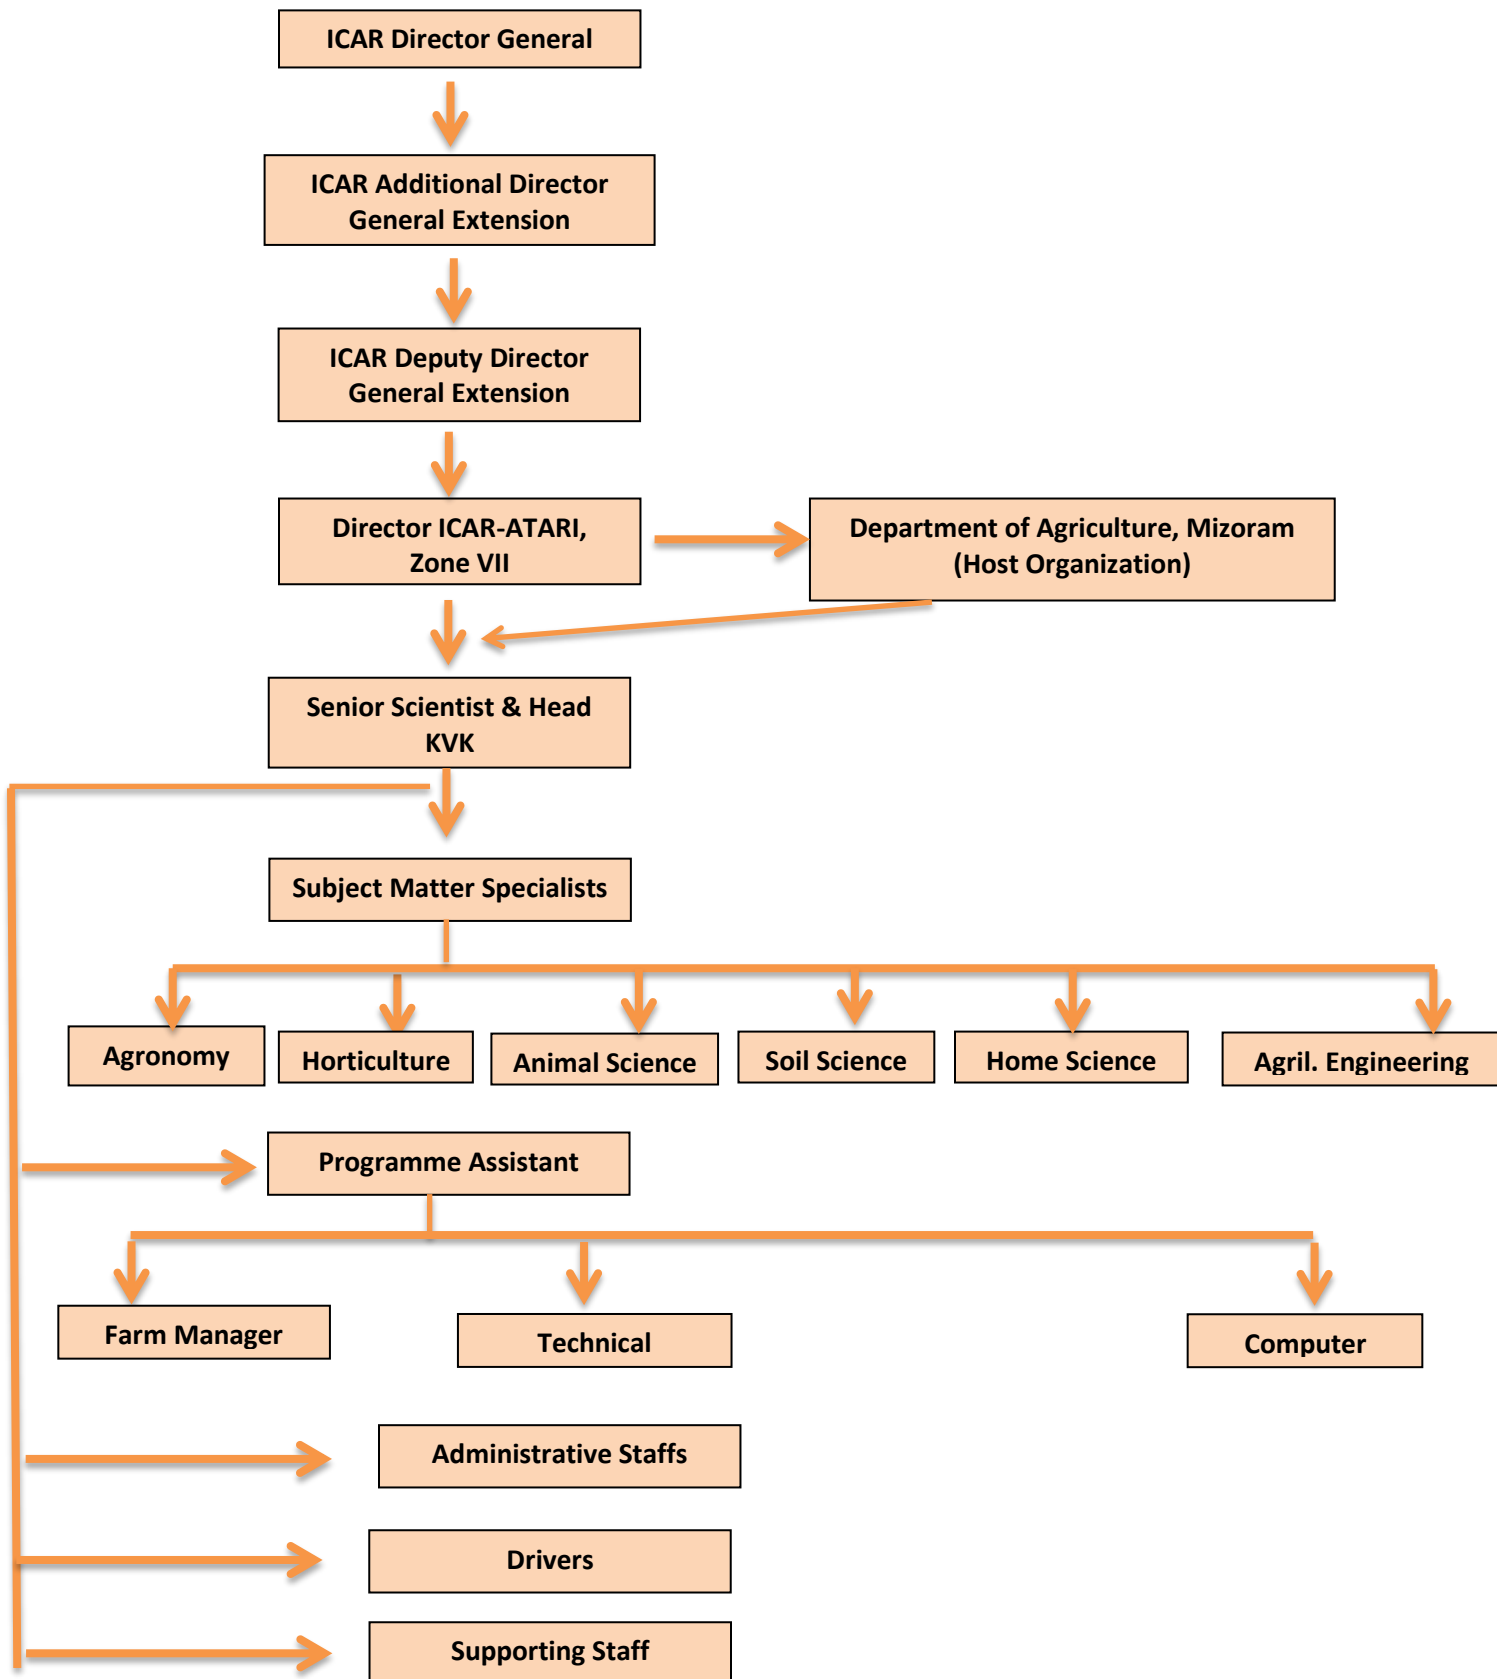 ICAR Director General
ICAR Additional Director
General Extension
ICAR Deputy Director
General Extension
Director ICAR-ATARI,
Zone VII
Department of Agriculture, Mizoram
(Host Organization)
Senior Scientist & Head
KVK
Subject Matter Specialists
Agronomy
Horticulture
Animal Science
Soil Science
Home Science
Agril. Engineering
Programme Assistant
Farm Manager
Technical
Computer
Administrative Staffs
Drivers
Supporting Staff